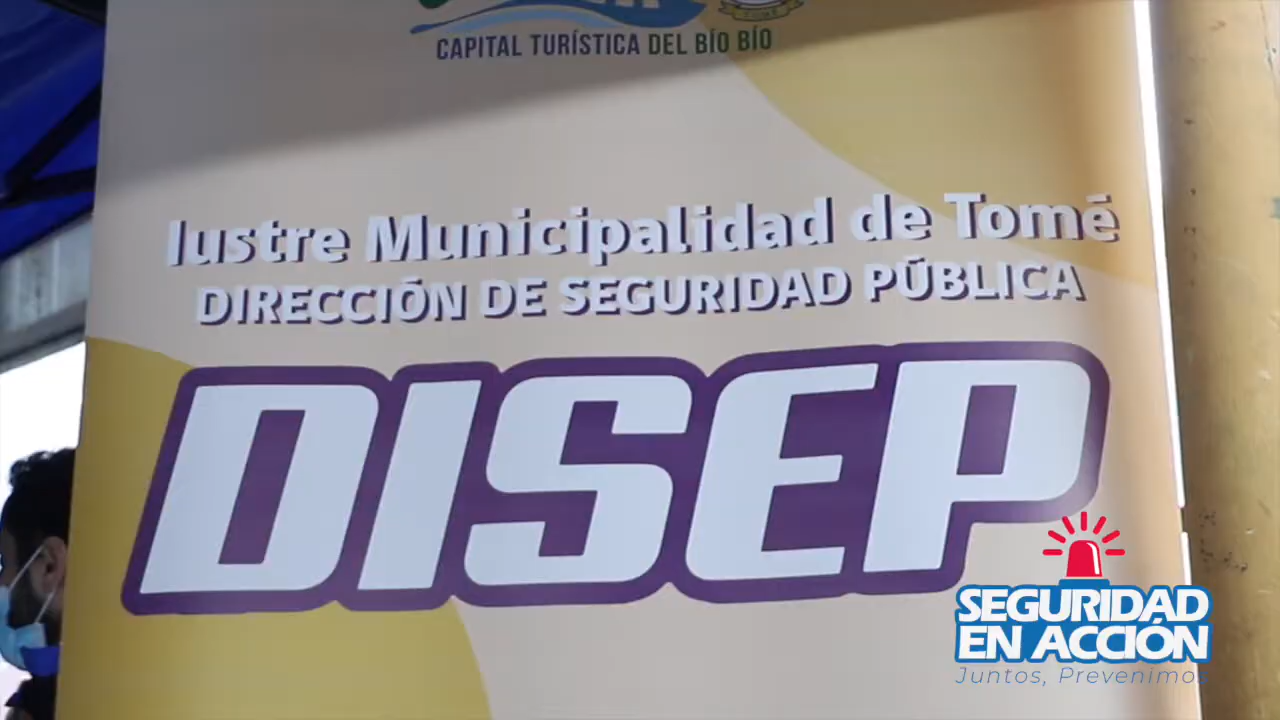 CAPITAL TURÍSTICA DEL BÍO BÍO
Iustre Municipalidad de Tomé
DIRECCIÓN DE SEGURIDAD PÚBLICA
DISEP
SEGURIDAD
EN ACCIÓN
Juntos, Prevenimos